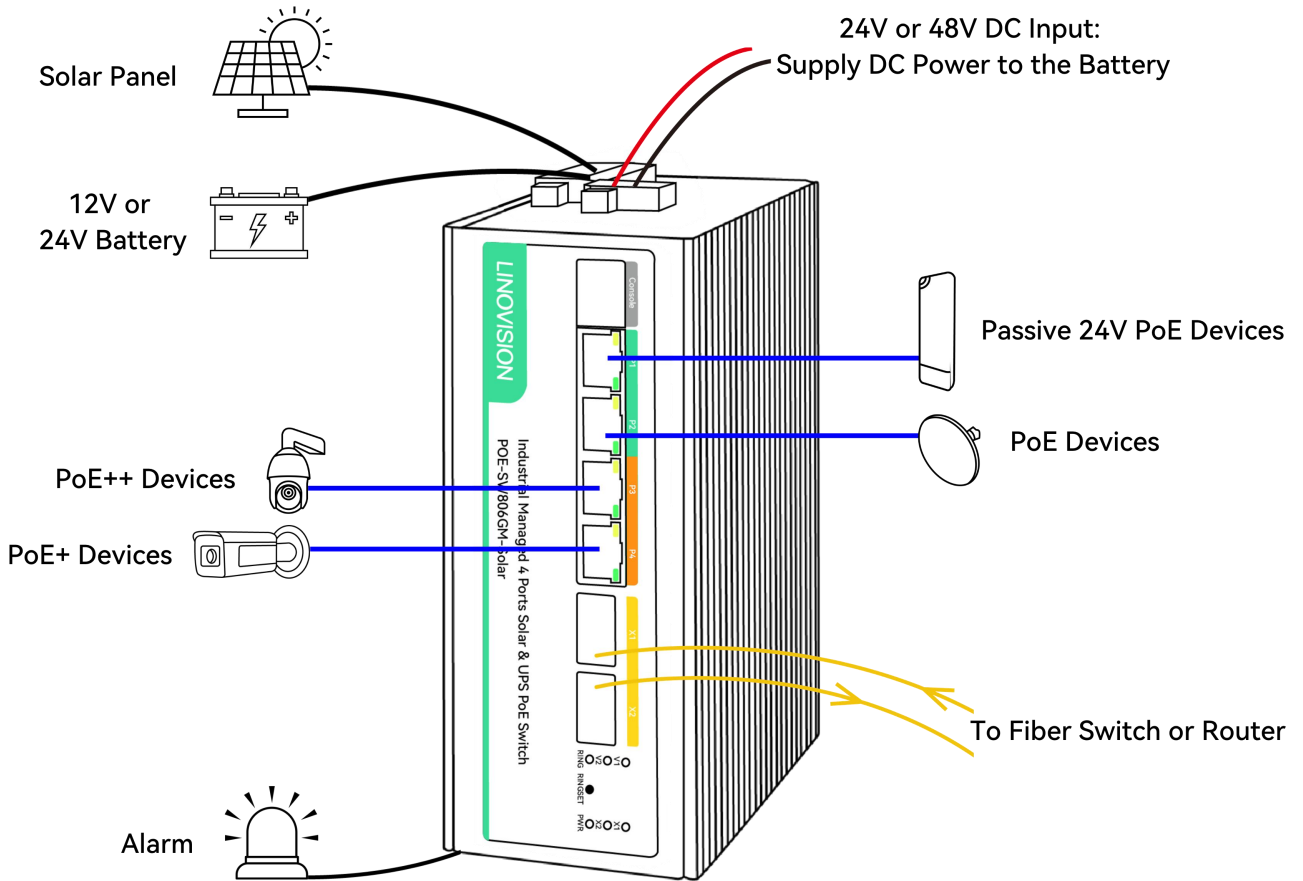 24V or 48V DC Input:
Supply DC Power to the Battery
Solar Panel
12V or
24V Battery
LINOVISION
Console
P1
P2
P3
P4
X1
X2
Industrial Managed 4 Ports Solar & UPS PoE Switch
POE-SW806GM-Solar
Passive 24V PoE Devices
PoE Devices
PoE++ Devices
PoE+ Devices
To Fiber Switch or Router
RING V2 V1
RINGSET
PWR X2 X1
Alarm